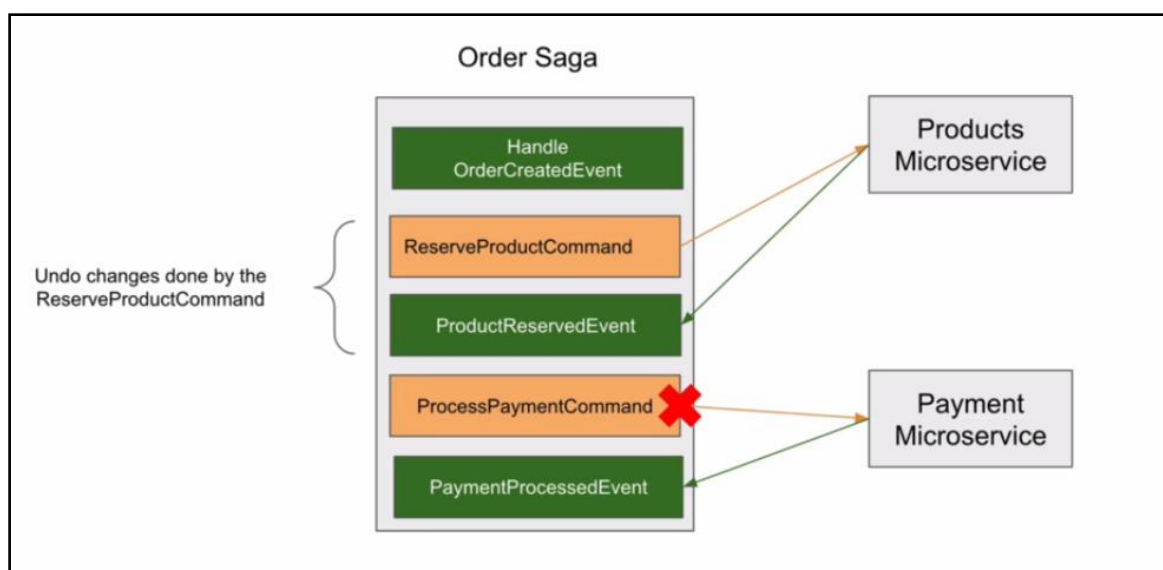 Order Saga
Handle
OrderCreatedEvent
Products
Microservice
ReserveProductCommand
Undo changes done by the
ReserveProductCommand
ProductReservedEvent
ProcessPaymentCommand
Payment
Microservice
PaymentProcessedEvent